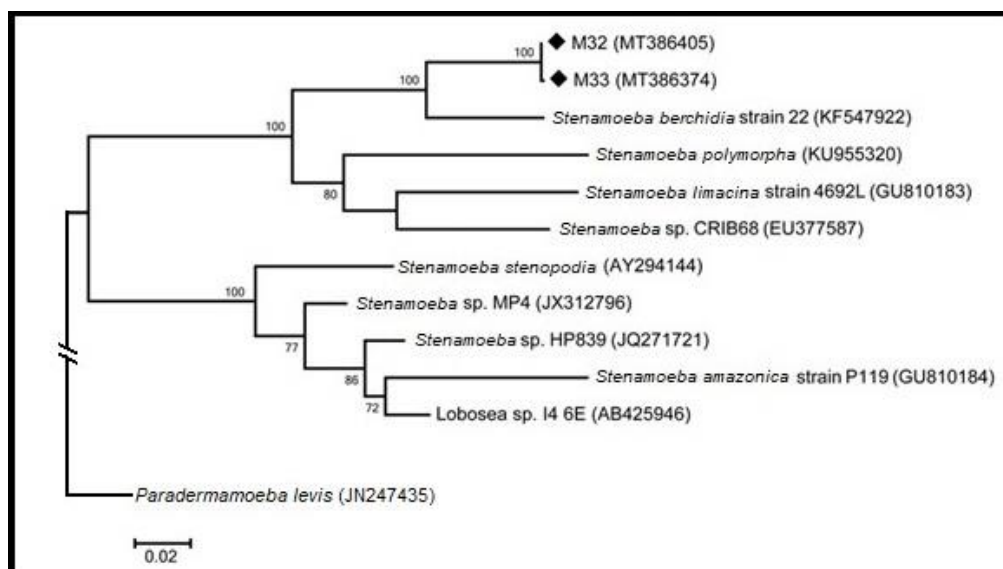 100
M32 (MT386405)
M33 (MT386374)
100
Stenamoeba berchidia strain 22 (KF547922)
100
Stenamoeba polymorpha (KU955320)
80
Stenamoeba limacina strain 4692L (GU810183)
Stenamoeba sp. CRIB68 (EU377587)
Stenamoeba stenopodia (AY294144)
100
Stenamoeba sp. MP4 (JX312796)
77
Stenamoeba sp. HP839 (JQ271721)
86
Stenamoeba amazonica strain P119 (GU810184)
72
Lobosea sp. I4 6E (AB425946)
Paradermamoeba levis (JN247435)
0.02